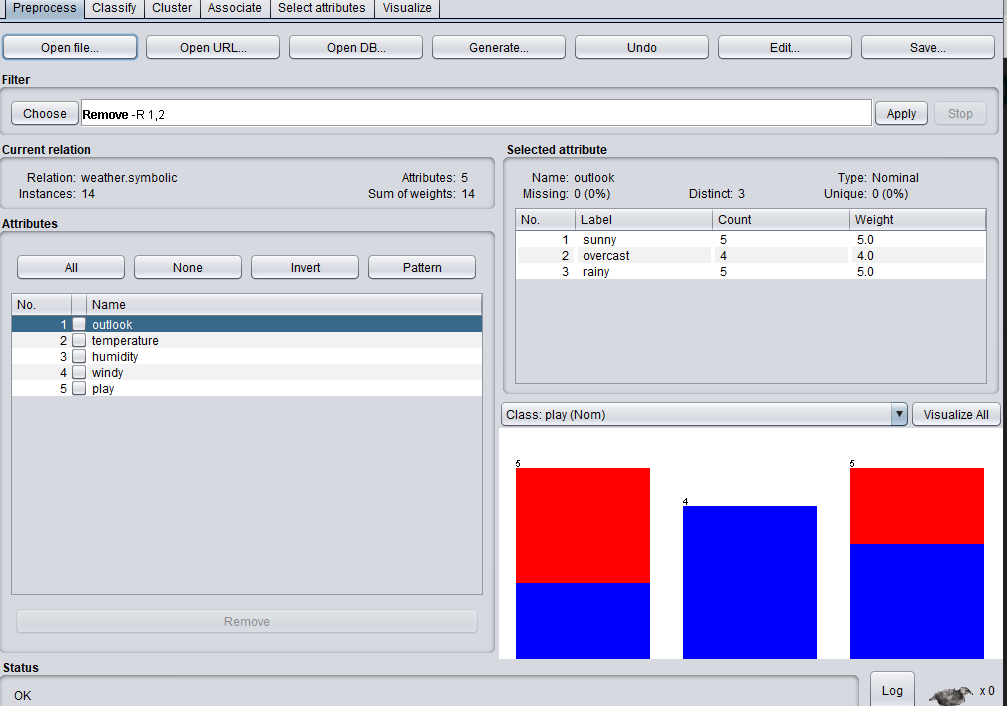 Preprocess Classify Cluster Associate Select attributes Visualize
Open file... Open URL... Open DB... Generate... Undo Edit... Save...
Filter
Choose Remove -R 1,2 Apply Stop
Current relation
Relation: weather.symbolic Attributes: 5
Instances: 14 Sum of weights: 14
Attributes
All None Invert Pattern
No. Name
1 outlook
2 temperature
3 humidity
4 windy
5 play
Remove
Selected attribute
Name: outlook Type: Nominal
Missing: 0 (0%) Distinct: 3 Unique: 0 (0%)
No. Label Count Weight
1 sunny 5 5.0
2 overcast 4 4.0
3 rainy 5 5.0
Class: play (Nom) Visualize All
5 4 5
Status
OK Log x 0